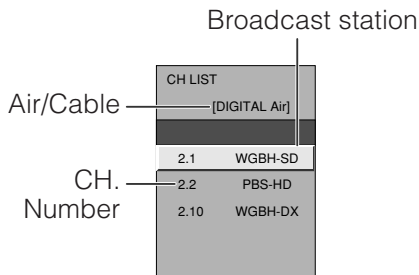 Broadcast station
CH LIST
Air/Cable
[DIGITAL Air]
2.1 WGBH-SD
CH.
Number
2.2 PBS-HD
2.10 WGBH-DX